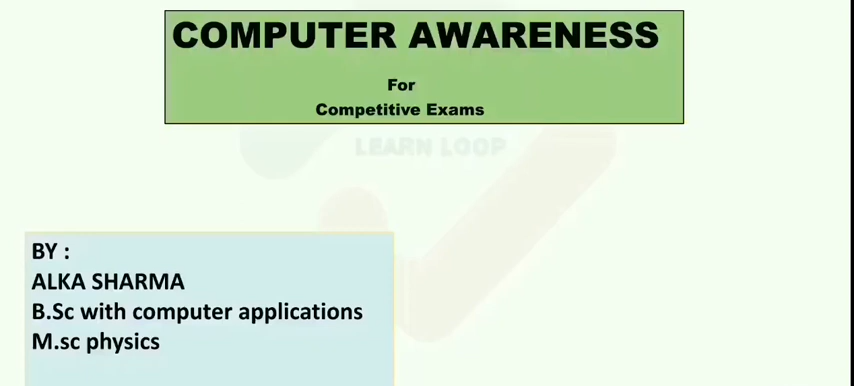 COMPUTER AWARENESS
For
Competitive Exams
LEARN LOOP
BY :
ALKA SHARMA
B.Sc with computer applications
M.sc physics